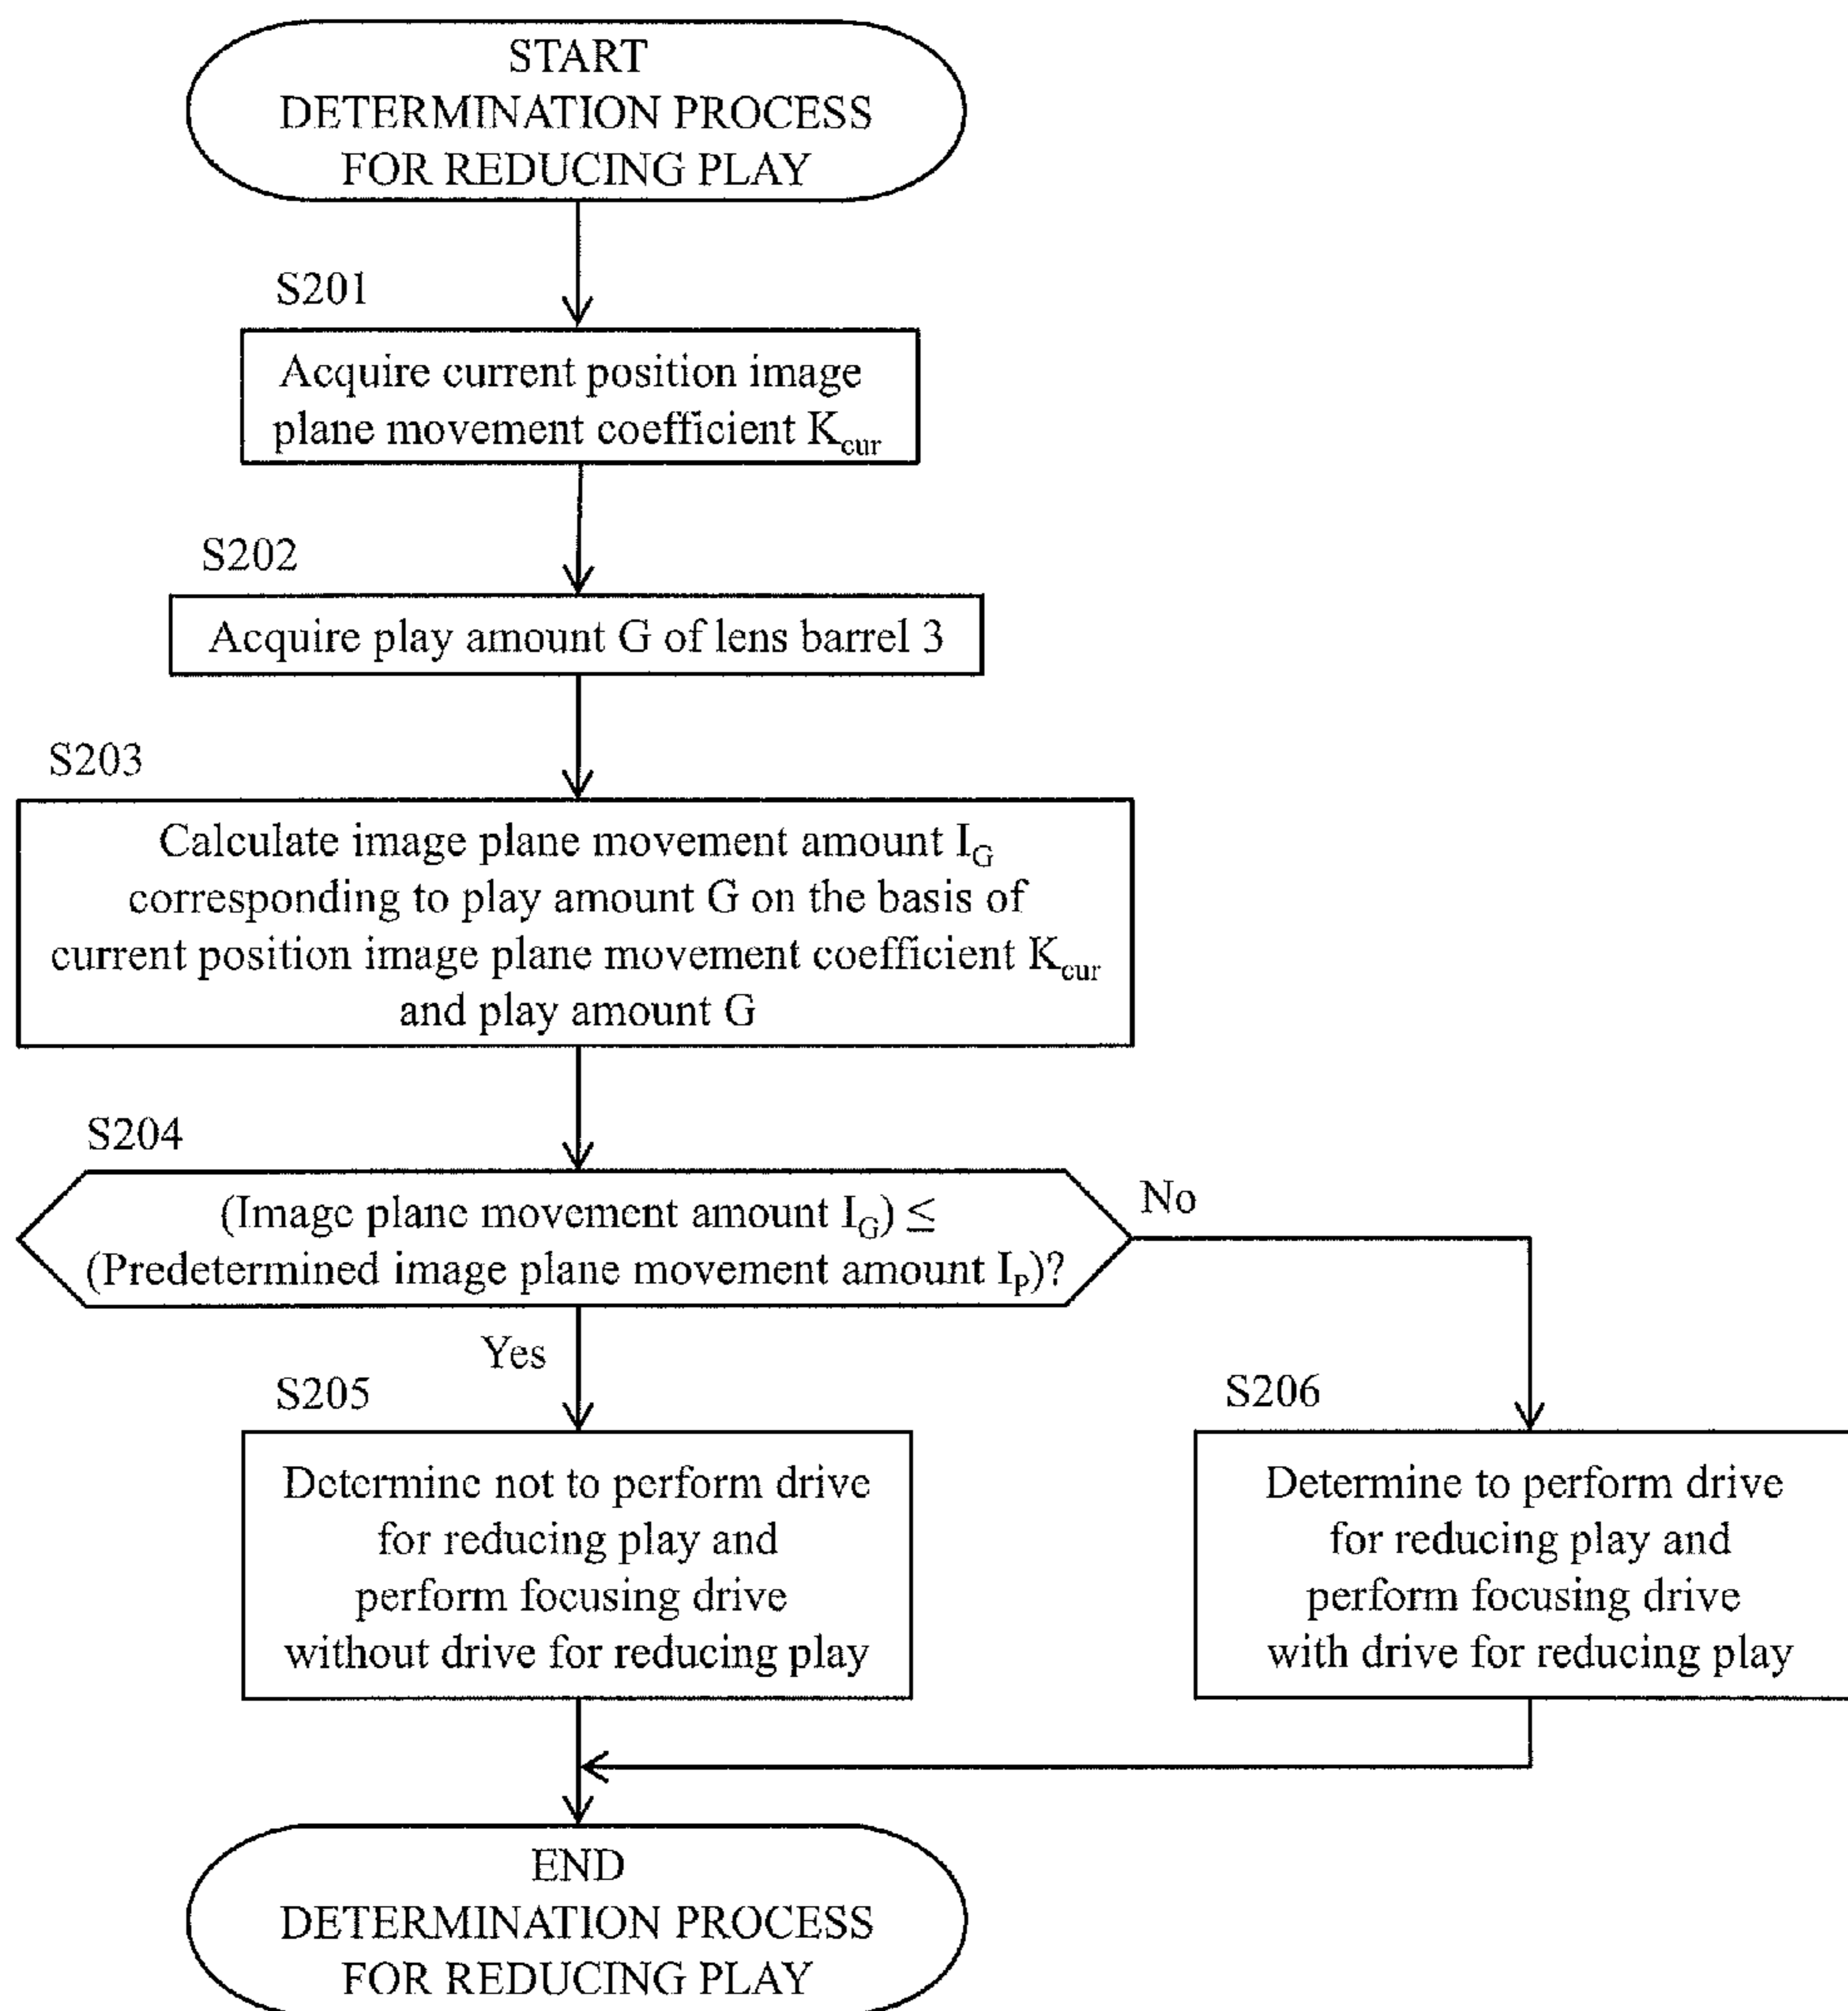 START
DETERMINATION PROCESS
FOR REDUCING PLAY
S201
Acquire current position image
plane movement coefficient Kcur
S202
Acquire play amount G of lens barrel 3
S203
Calculate image plane movement amount IG
corresponding to play amount G on the basis of
current position image plane movement coefficient Kcur
and play amount G
S204
(Image plane movement amount IG) ≤
(Predetermined image plane movement amount IP)?
No
Yes
S205
Determine not to perform drive
for reducing play and
perform focusing drive
without drive for reducing play
S206
Determine to perform drive
for reducing play and
perform focusing drive
with drive for reducing play
END
DETERMINATION PROCESS
FOR REDUCING PLAY